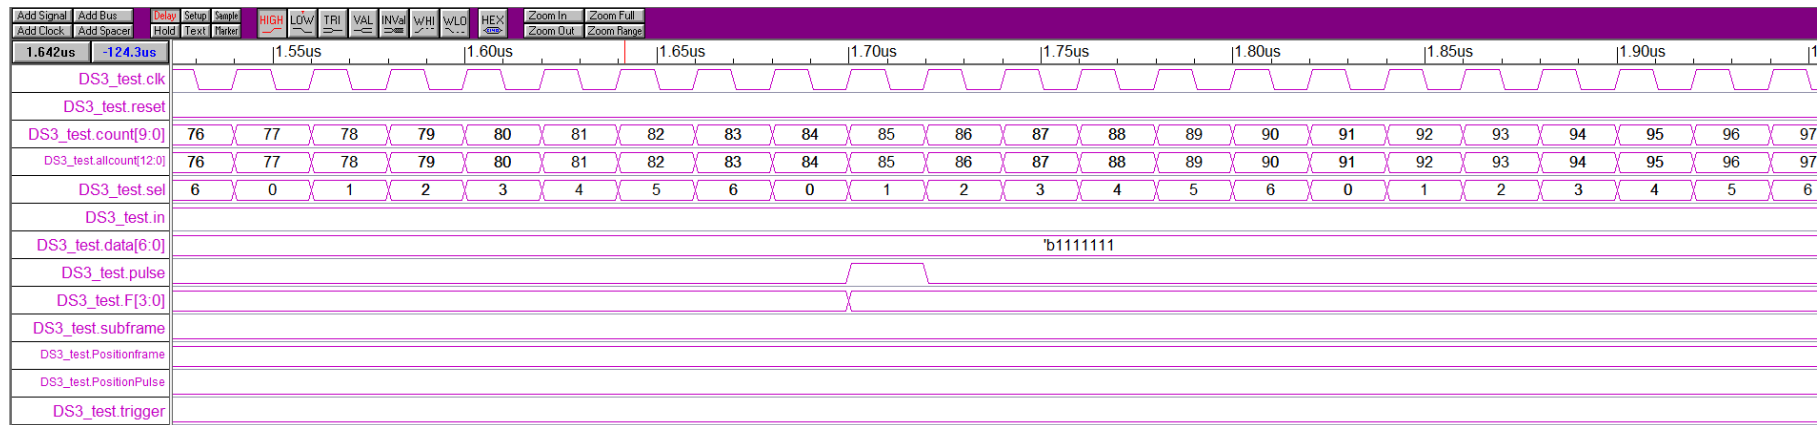 Add Signal Add Bus Delay Setup Sample HIGH LOW TRI VAL INVal WHI WLO HEX Zoom In Zoom Full
Add Clock Add Spacer Hold Text Marker Zoom Out Zoom Range
1.642us -124.3us 1.55us 1.60us 1.65us 1.70us 1.75us 1.80us 1.85us 1.90us 1
DS3_test.clk
DS3_test.reset
DS3_test.count[9:0] 76 77 78 79 80 81 82 83 84 85 86 87 88 89 90 91 92 93 94 95 96 97
DS3_test.allcount[12:0] 76 77 78 79 80 81 82 83 84 85 86 87 88 89 90 91 92 93 94 95 96 97
DS3_test.sel 6 0 1 2 3 4 5 6 0 1 2 3 4 5 6 0 1 2 3 4 5 6
DS3_test.in
DS3_test.data[6:0] 'b1111111
DS3_test.pulse
DS3_test.F[3:0]
DS3_test.subframe
DS3_test.Positionframe
DS3_test.PositionPulse
DS3_test.trigger